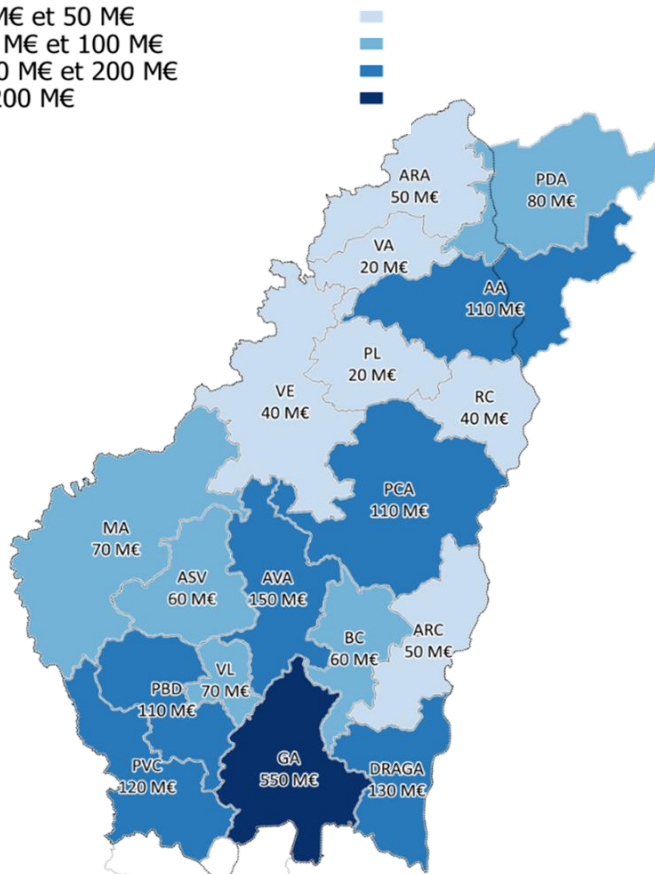 M€ et 50 M€
M€ et 100 M€
0 M€ et 200 M€
200 M€
ARA
50 M€
PDA
80 M€
VA
20 M€
AA
110 M€
PL
20 M€
VE
40 M€
RC
40 M€
PCA
110 M€
MA
70 M€
ASV
60 M€
AVA
150 M€
BC
60 M€
ARC
50 M€
VL
70 M€
PBD
110 M€
PVC
120 M€
GA
550 M€
DRAGA
130 M€